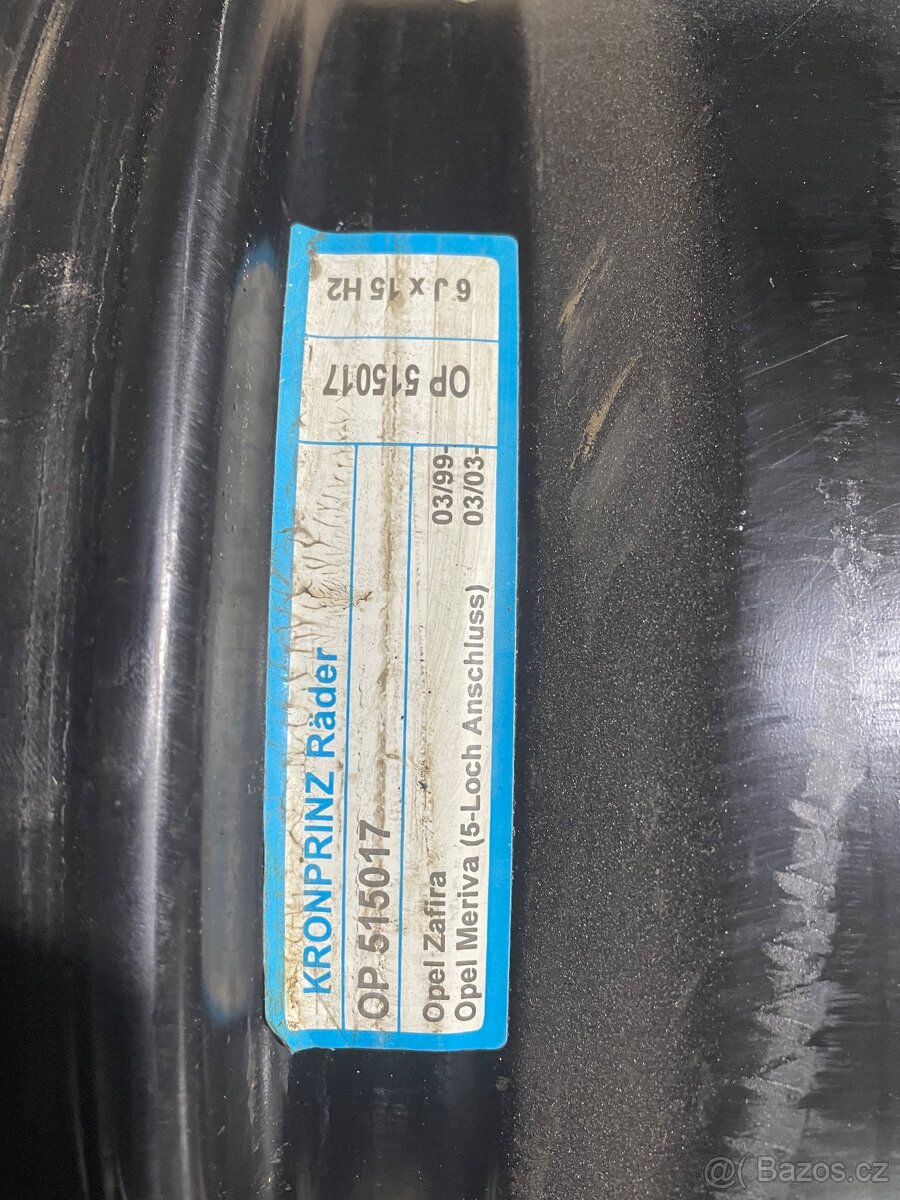 KRONPRINZ Räder
OP 515017
Opel Zafira 03/99-
Opel Meriva (5-Loch Anschluss) 03/03-
OP 515017
6 J x 15 H2
@( Bazos.cz